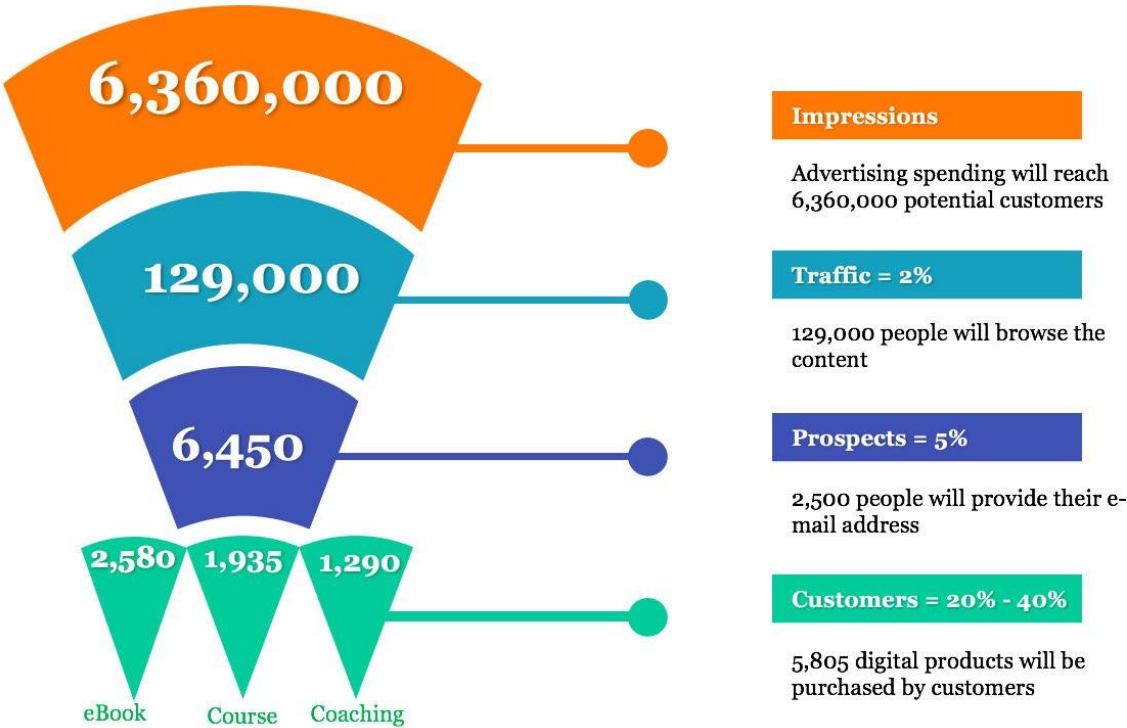 6,360,000
Impressions
Advertising spending will reach
6,360,000 potential customers
129,000
Traffic = 2%
129,000 people will browse the
content
6,450
Prospects = 5%
2,500 people will provide their e-
mail address
2,580 1,935 1,290
Customers = 20% - 40%
5,805 digital products will be
purchased by customers
eBook Course Coaching